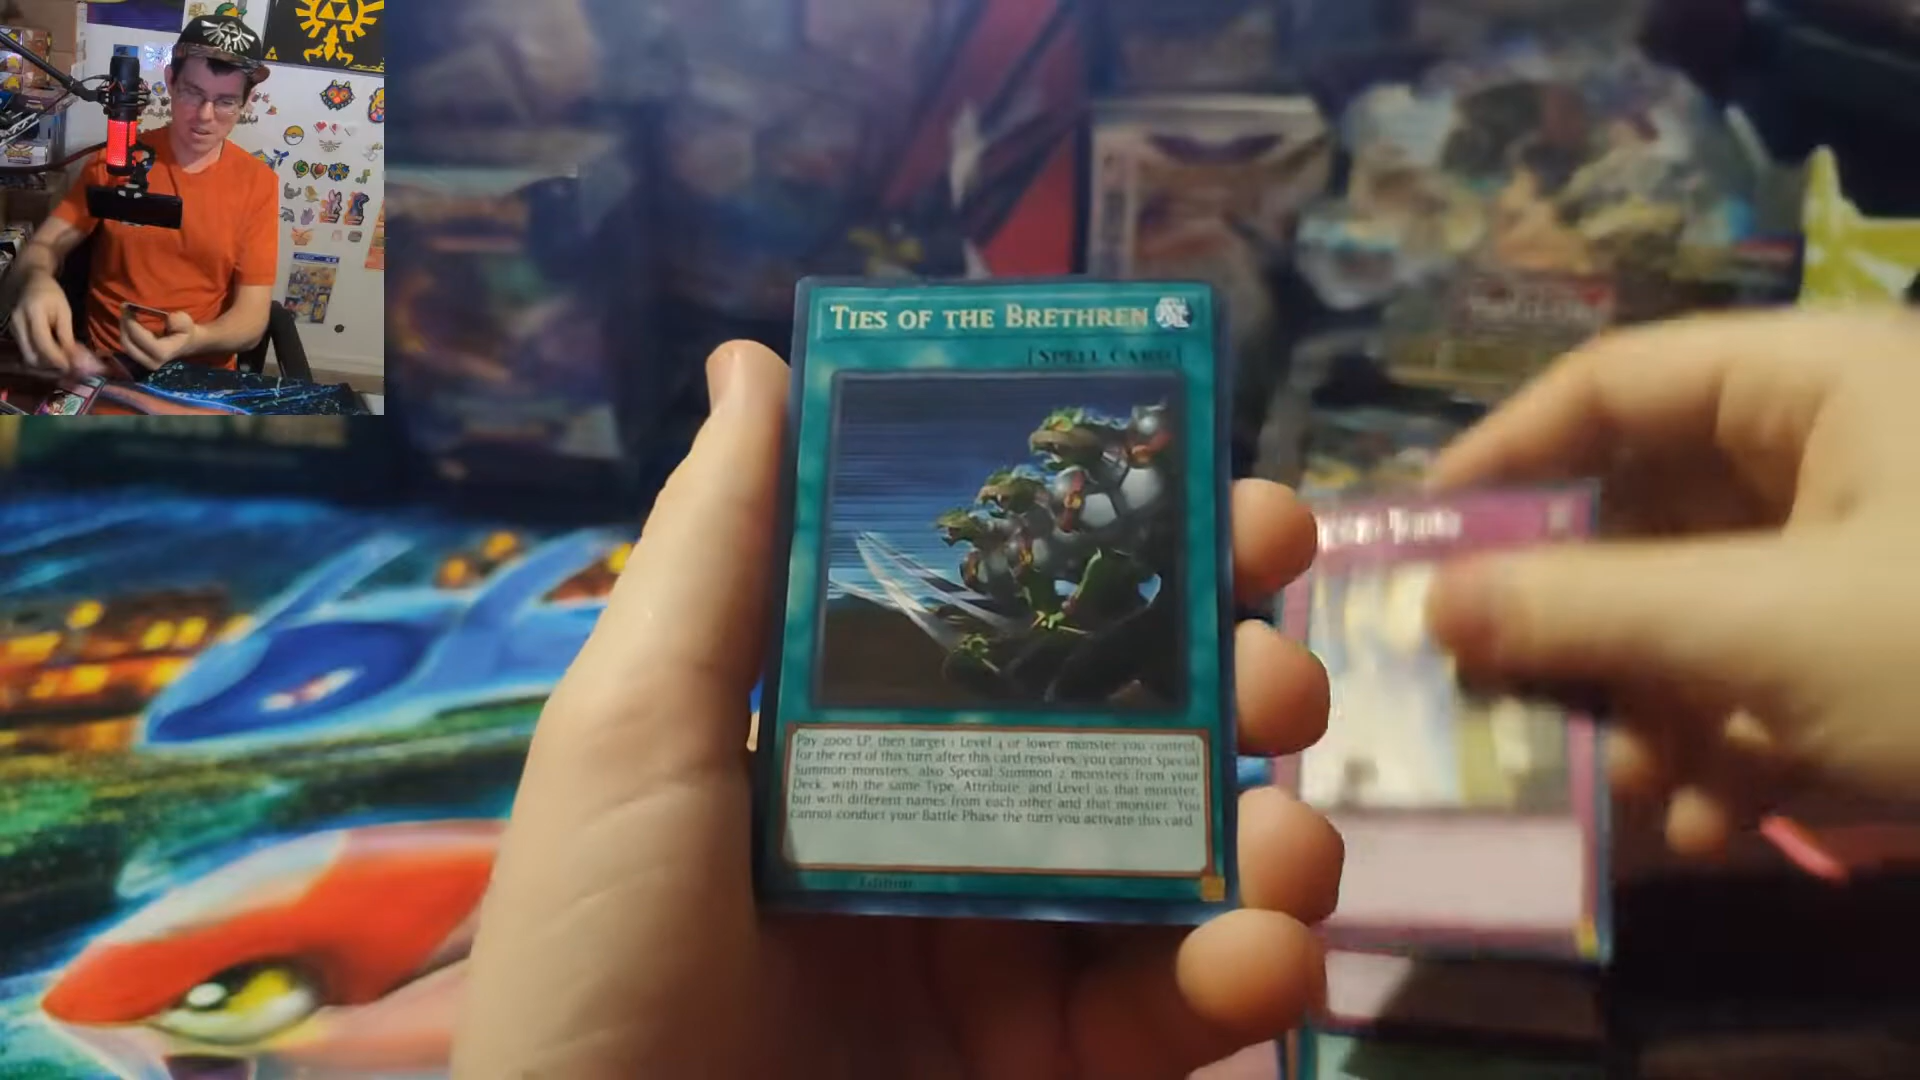 TIES OF THE BRETHREN
[SPELL CARD]
Pay 2000 LP, then target 1 Level 4 or lower monster you control;
for the rest of this turn after this card resolves, you cannot Special
Summon monsters, also Special Summon 2 monsters from your
Deck, with the same Type, Attribute, and Level as that monster,
but with different names from each other and that monster. You
cannot conduct your Battle Phase the turn you activate this card.
Edition